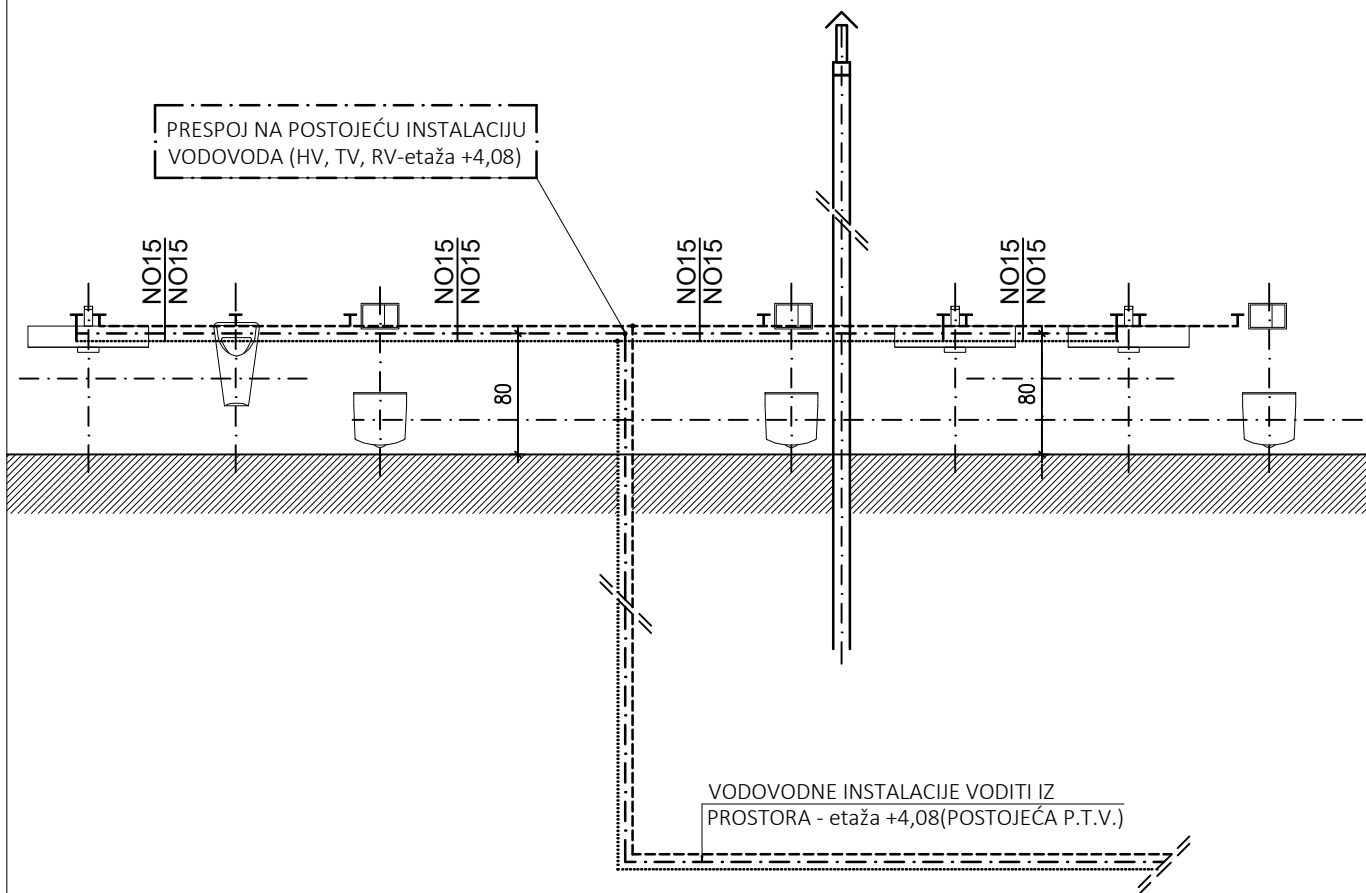 PRESPOJ NA POSTOJEĆU INSTALACIJU
VODOVODA (HV, TV, RV-etaža +4,08)
NO15
NO15
NO15
NO15
NO15
NO15
NO15
NO15
80
80
VODOVODNE INSTALACIJE VODITI IZ
PROSTORA - etaža +4,08(POSTOJEĆA P.T.V.)